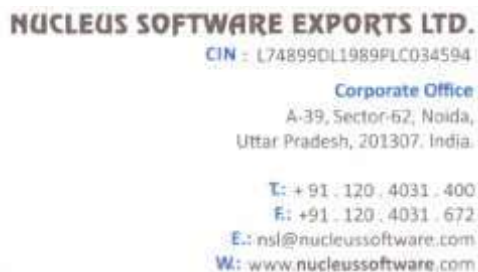 NUCLEUS SOFTWARE EXPORTS LTD.
CIN : L74899DL1989PLC034594
Corporate Office
A-39, Sector-62, Noida,
Uttar Pradesh, 201307. India.
T.: + 91 . 120 . 4031 . 400
F.: +91 . 120 . 4031 . 672
E.: nsl@nucleussoftware.com
W.: www.nucleussoftware.com